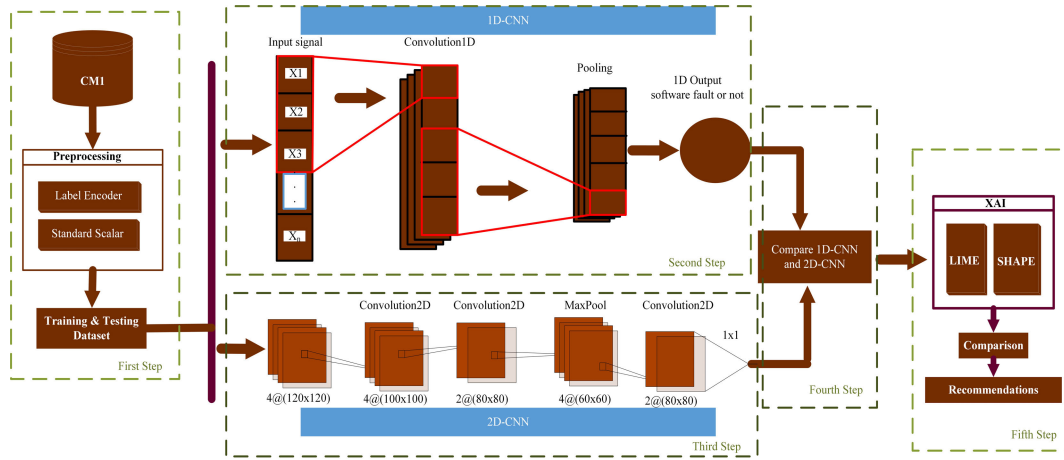 CM1
Preprocessing
Label Encoder
Standard Scalar
Training & Testing
Dataset
First Step
1D-CNN
Input signal
X1
X2
X3
.
.
Xn
Convolution1D
Pooling
1D Output
software fault or not
Second Step
Convolution2D
Convolution2D
MaxPool
Convolution2D
1x1
4@(120x120)
4@(100x100)
2@(80x80)
4@(60x60)
2@(80x80)
2D-CNN
Third Step
Compare 1D-CNN
and 2D-CNN
Fourth Step
XAI
LIME
SHAPE
Comparison
Recommendations
Fifth Step